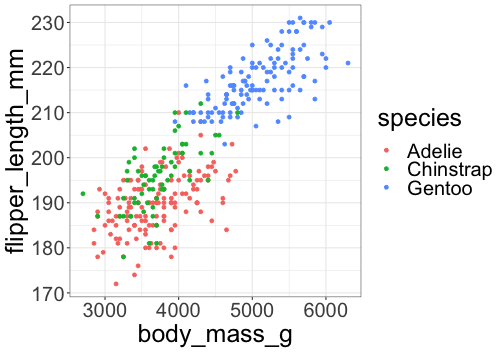 230
220
210
200
190
180
170
3000 4000 5000 6000
body_mass_g
flipper_length_mm
species
Adelie
Chinstrap
Gentoo